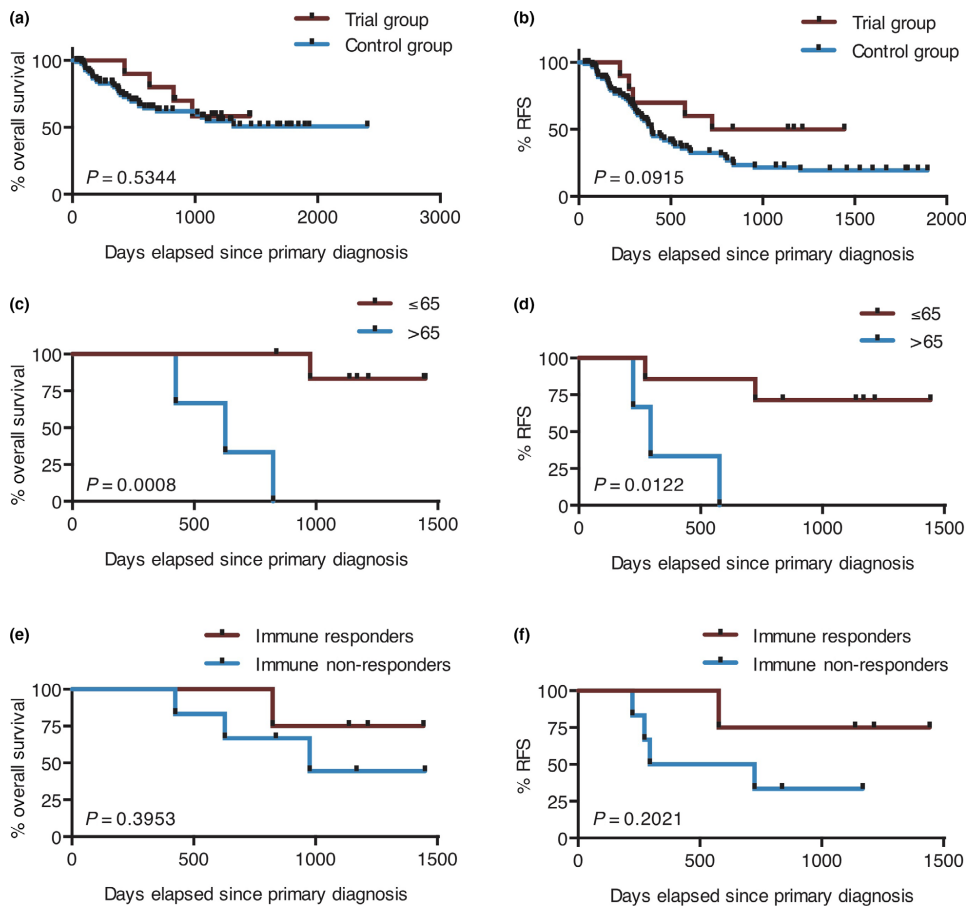 (a)
Trial group
Control group
% overall survival
100
50
0
P = 0.5344
0
1000
2000
3000
Days elapsed since primary diagnosis
(b)
Trial group
Control group
% RFS
100
50
0
P = 0.0915
0
500
1000
1500
2000
Days elapsed since primary diagnosis
(c)
≤65
>65
% overall survival
100
75
50
25
0
P = 0.0008
0
500
1000
1500
Days elapsed since primary diagnosis
(d)
≤65
>65
% RFS
100
75
50
25
0
P = 0.0122
0
500
1000
1500
Days elapsed since primary diagnosis
(e)
Immune responders
Immune non-responders
% overall survival
100
75
50
25
0
P = 0.3953
0
500
1000
1500
Days elapsed since primary diagnosis
(f)
Immune responders
Immune non-responders
% RFS
100
75
50
25
0
P = 0.2021
0
500
1000
1500
Days elapsed since primary diagnosis